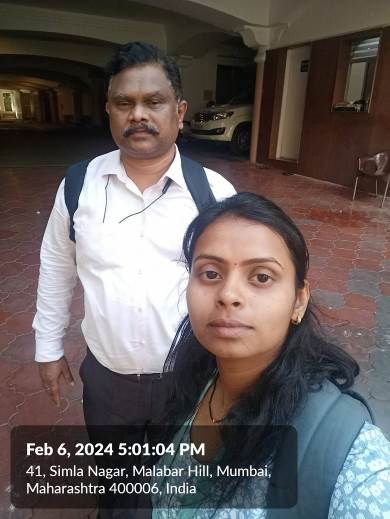 Feb 6, 2024 5:01:04 PM
41, Simla Nagar, Malabar Hill, Mumbai,
Maharashtra 400006, India